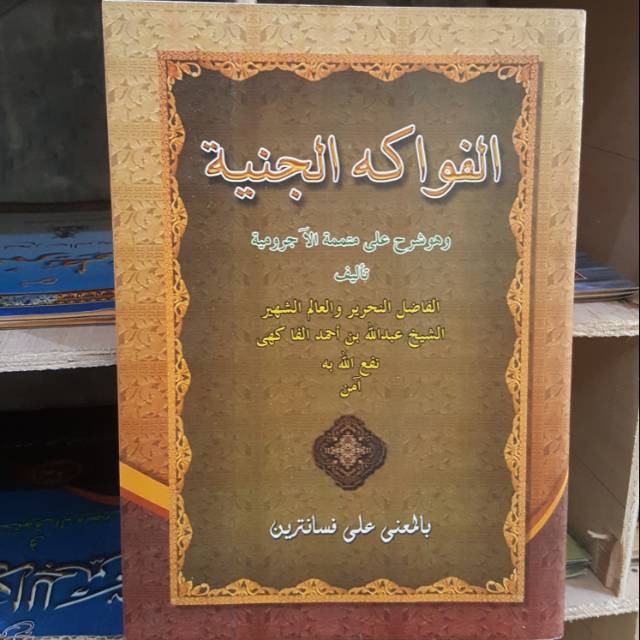 الفواكه الجنية
وهو شرح على متممة الآجرومية
تأليف
الفاضل النحرير والعالم الشهير
الشيخ عبدالله بن أحمد الفاكهى
نفع الله به
آمن
بالمعنى على فسانترين